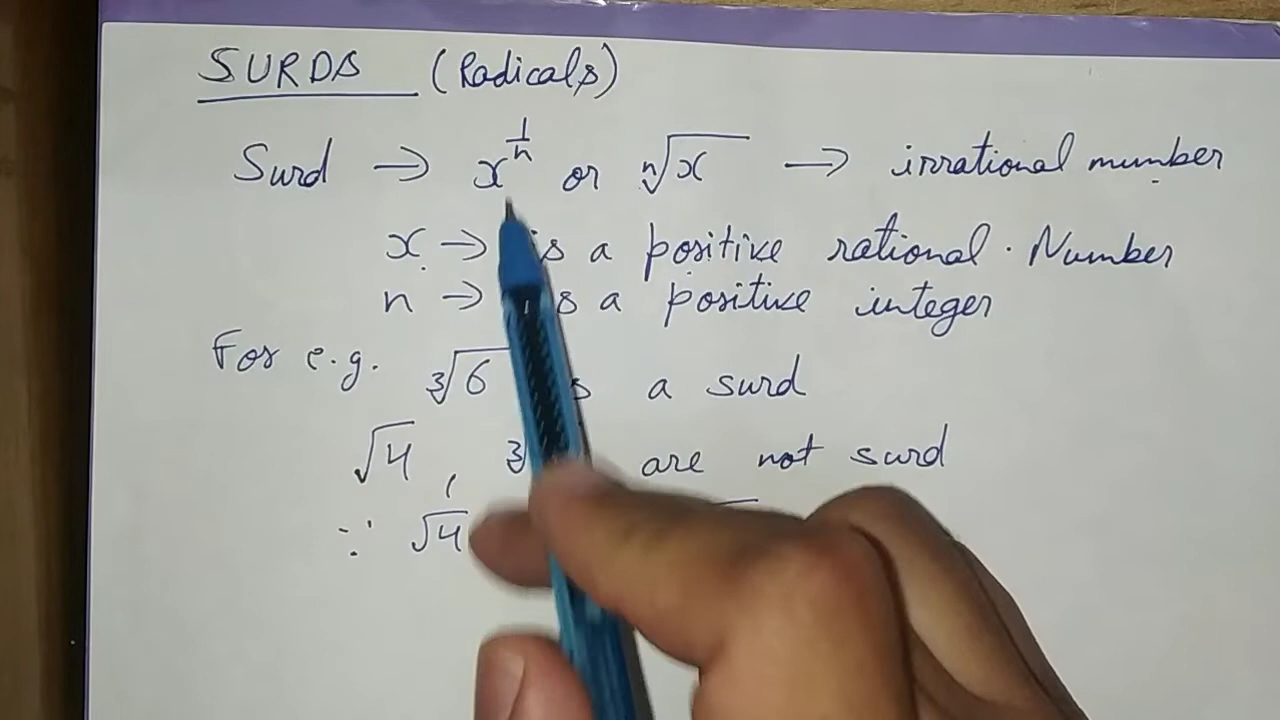 SURDS (Radicals)
Surd → x^(1/n) or ⁿ√x → irrational number
x → is a positive rational. Number
n → is a positive integer
For e.g. ³√6 is a surd
√4, are not surd
∵ √4